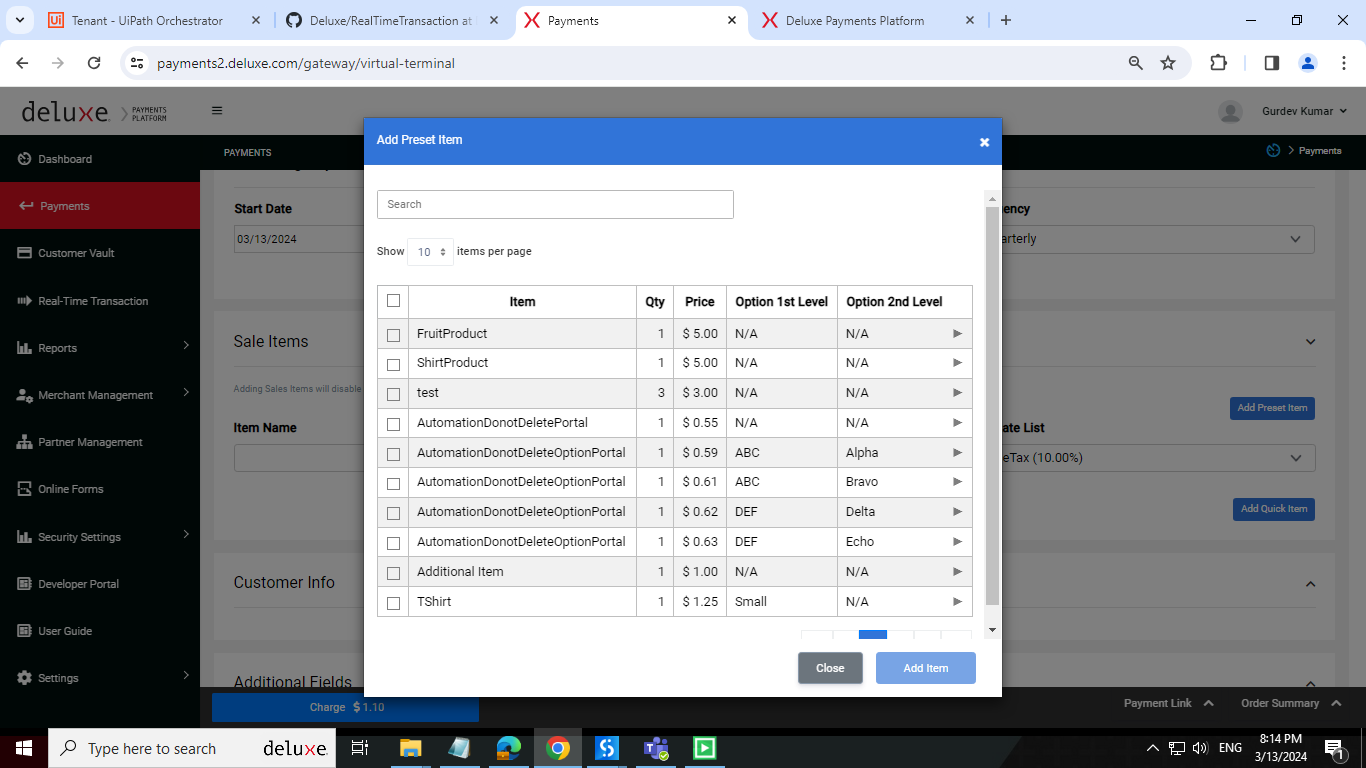 Tenant - UiPath Orchestrator
Deluxe/RealTimeTransaction at
Payments
Deluxe Payments Platform
payments2.deluxe.com/gateway/virtual-terminal
deluxe. PAYMENTS PLATFORM
Gurdev Kumar
Dashboard
Payments
Customer Vault
Real-Time Transaction
Reports
Merchant Management
Partner Management
Online Forms
Security Settings
Developer Portal
User Guide
Settings
PAYMENTS
Payments
Start Date
03/13/2024
ency
arterly
Sale Items
Adding Sales Items will disable
Add Preset Item
Item Name
ate List
eTax (10.00%)
Add Quick Item
Customer Info
Additional Fields
Charge $ 1.10
Payment Link
Order Summary
Add Preset Item
Search
Show 10 items per page
Item Qty Price Option 1st Level Option 2nd Level
FruitProduct 1 $ 5.00 N/A N/A
ShirtProduct 1 $ 5.00 N/A N/A
test 3 $ 3.00 N/A N/A
AutomationDonotDeletePortal 1 $ 0.55 N/A N/A
AutomationDonotDeleteOptionPortal 1 $ 0.59 ABC Alpha
AutomationDonotDeleteOptionPortal 1 $ 0.61 ABC Bravo
AutomationDonotDeleteOptionPortal 1 $ 0.62 DEF Delta
AutomationDonotDeleteOptionPortal 1 $ 0.63 DEF Echo
Additional Item 1 $ 1.00 N/A N/A
TShirt 1 $ 1.25 Small N/A
Close
Add Item
Type here to search
deluxe.
ENG
8:14 PM
3/13/2024
1